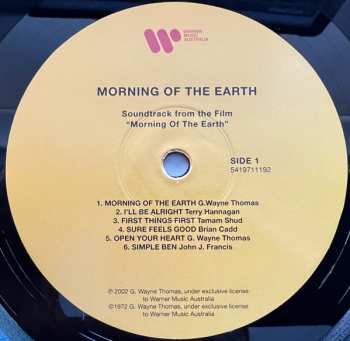 WARNER
MUSIC
AUSTRALIA
MORNING OF THE EARTH
Soundtrack from the Film
“Morning Of The Earth”
SIDE 1
5419711192
1. MORNING OF THE EARTH G.Wayne Thomas
2. I'LL BE ALRIGHT Terry Hannagan
3. FIRST THINGS FIRST Tamam Shud
4. SURE FEELS GOOD Brian Cadd
5. OPEN YOUR HEART G. Wayne Thomas
6. SIMPLE BEN John J. Francis
℗ 2002 G. Wayne Thomas, under exclusive license
to Warner Music Australia
©1972 G. Wayne Thomas, under exclusive license
to Warner Music Australia